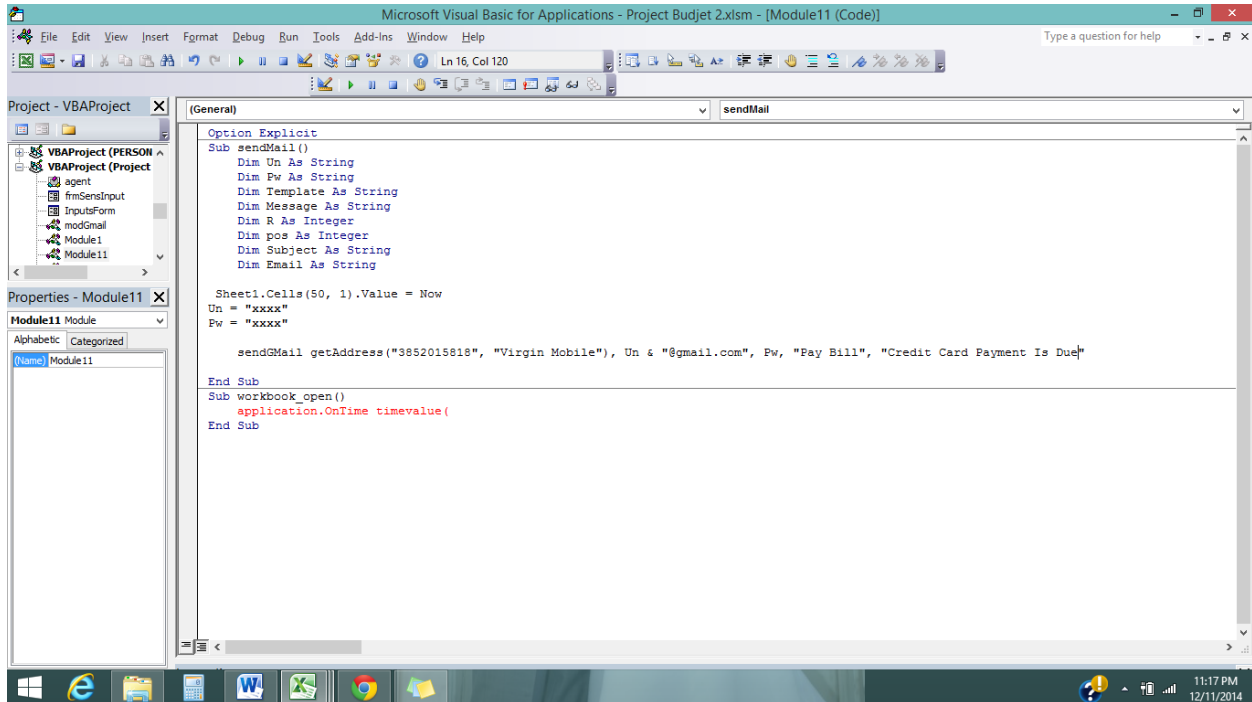 Microsoft Visual Basic for Applications - Project Budjet 2.xlsm - [Module11 (Code)]
File Edit View Insert Format Debug Run Tools Add-Ins Window Help
Type a question for help
Ln 16, Col 120
Project - VBAProject
VBAProject (PERSON
VBAProject (Project
agent
frmSensInput
InputsForm
modGmail
Module1
Module11
Properties - Module11
Module11 Module
Alphabetic Categorized
(Name) Module11
(General) sendMail
Option Explicit
Sub sendMail()
Dim Un As String
Dim Pw As String
Dim Template As String
Dim Message As String
Dim R As Integer
Dim pos As Integer
Dim Subject As String
Dim Email As String
Sheet1.Cells(50, 1).Value = Now
Un = "xxxx"
Pw = "xxxx"
sendGMail getAddress("3852015818", "Virgin Mobile"), Un & "@gmail.com", Pw, "Pay Bill", "Credit Card Payment Is Due"
End Sub
Sub workbook_open()
application.OnTime timevalue(
End Sub
11:17 PM
12/11/2014